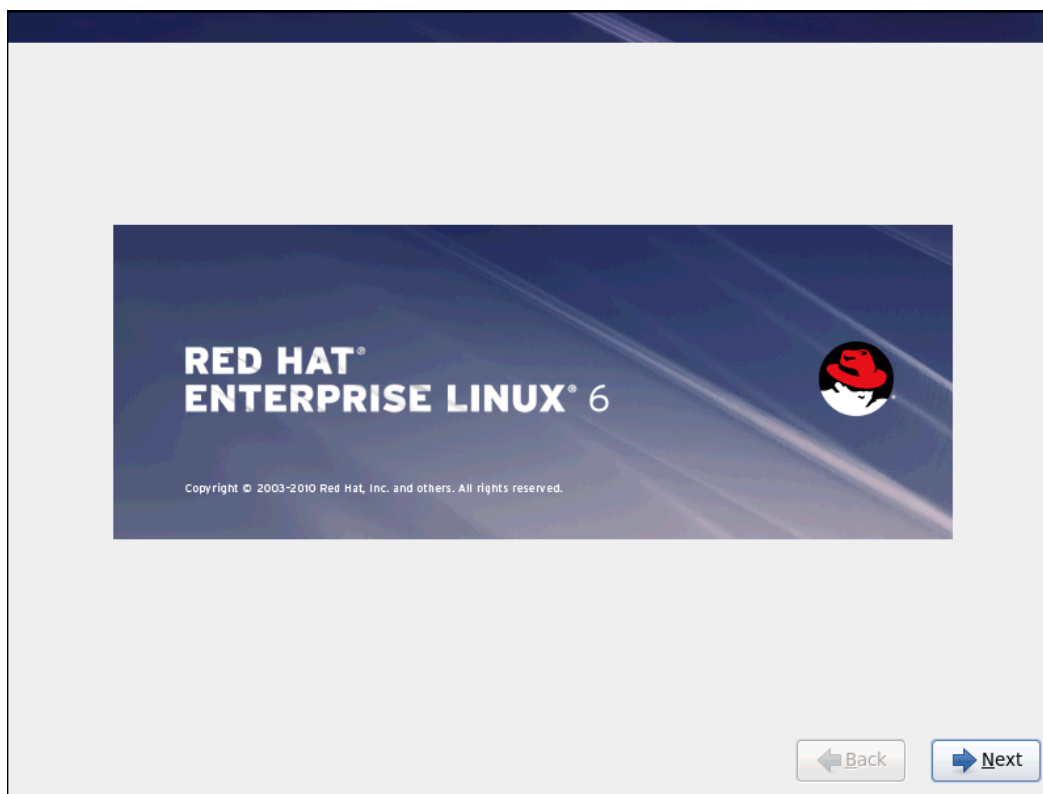 RED HAT®
ENTERPRISE LINUX® 6
Copyright © 2003-2010 Red Hat, Inc. and others. All rights reserved.
Back
Next